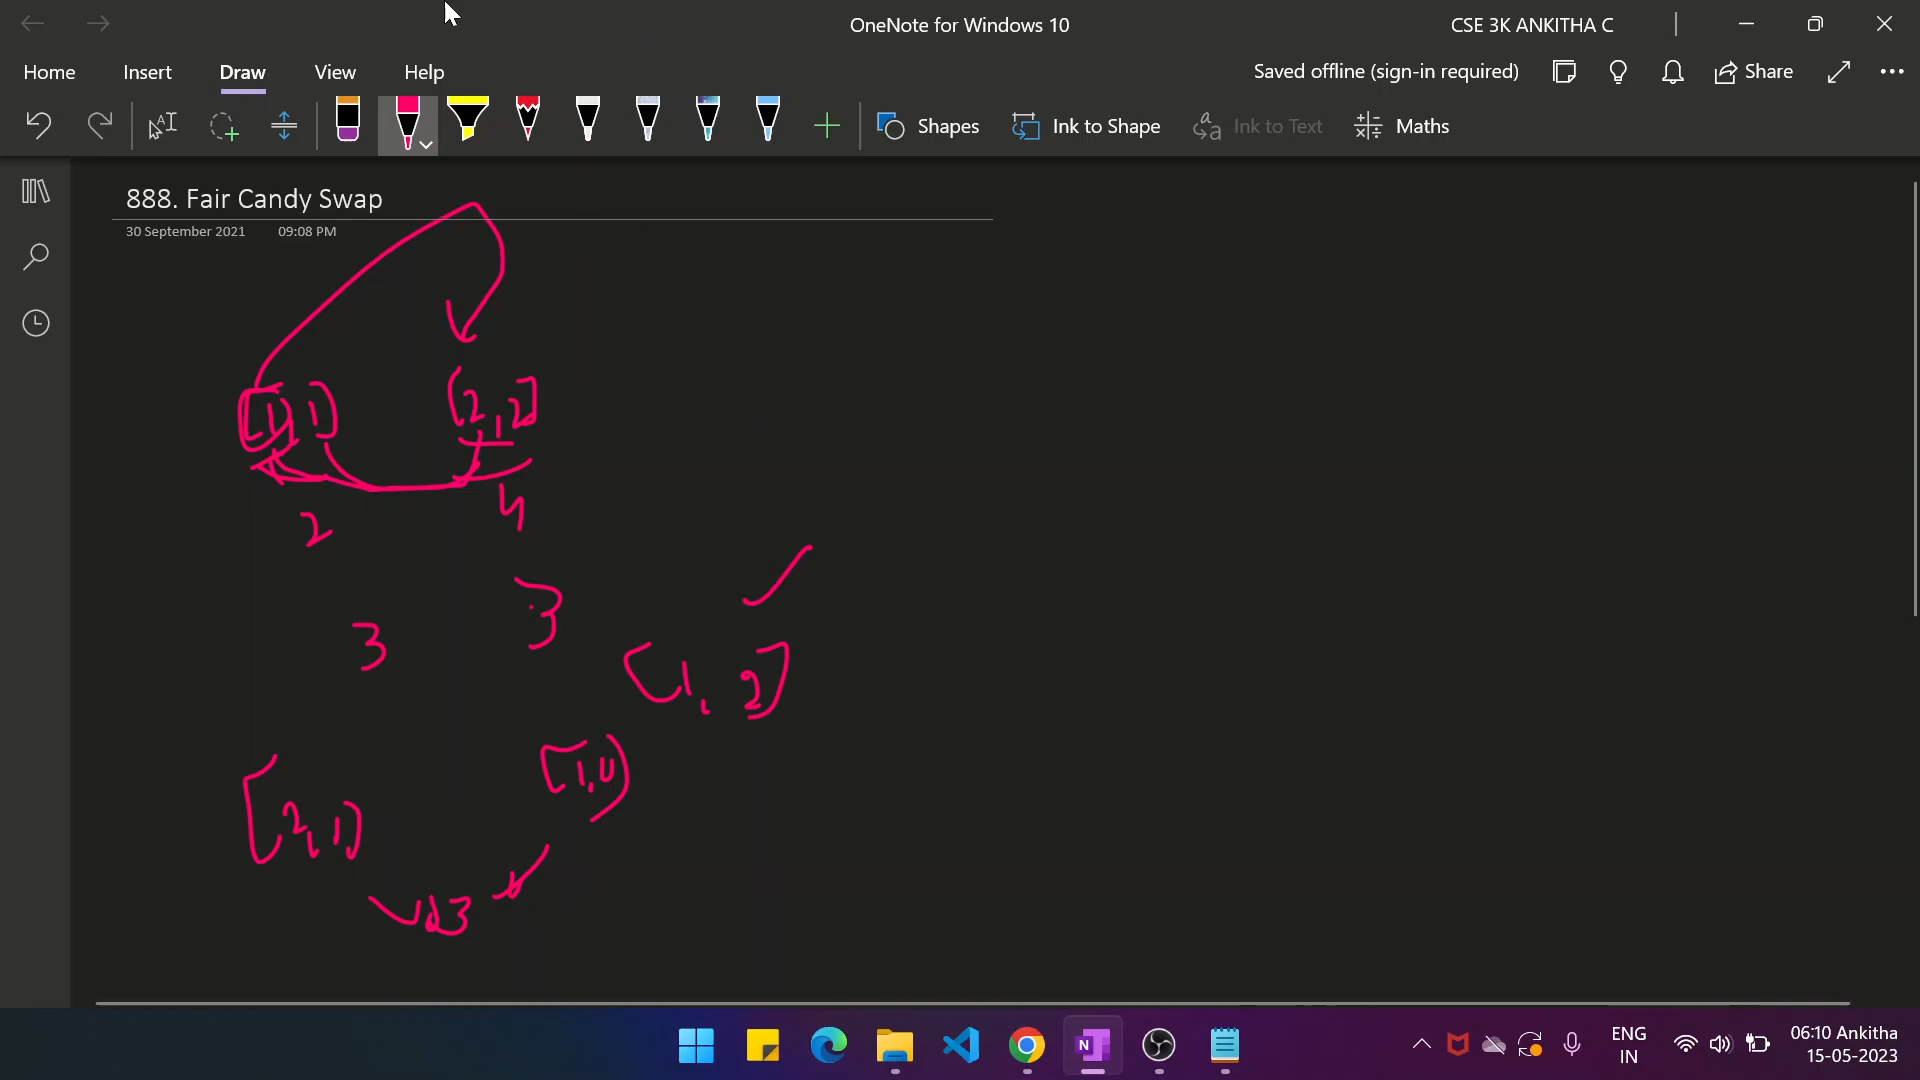 OneNote for Windows 10
CSE 3K ANKITHA C
Home Insert Draw View Help
Saved offline (sign-in required) Share
Shapes Ink to Shape Ink to Text Maths
888. Fair Candy Swap
30 September 2021 09:08 PM
[1,1] [2,2]
2 4
3 3
[1, 2]
[2,1]
3
ENG
IN
06:10 Ankitha
15-05-2023